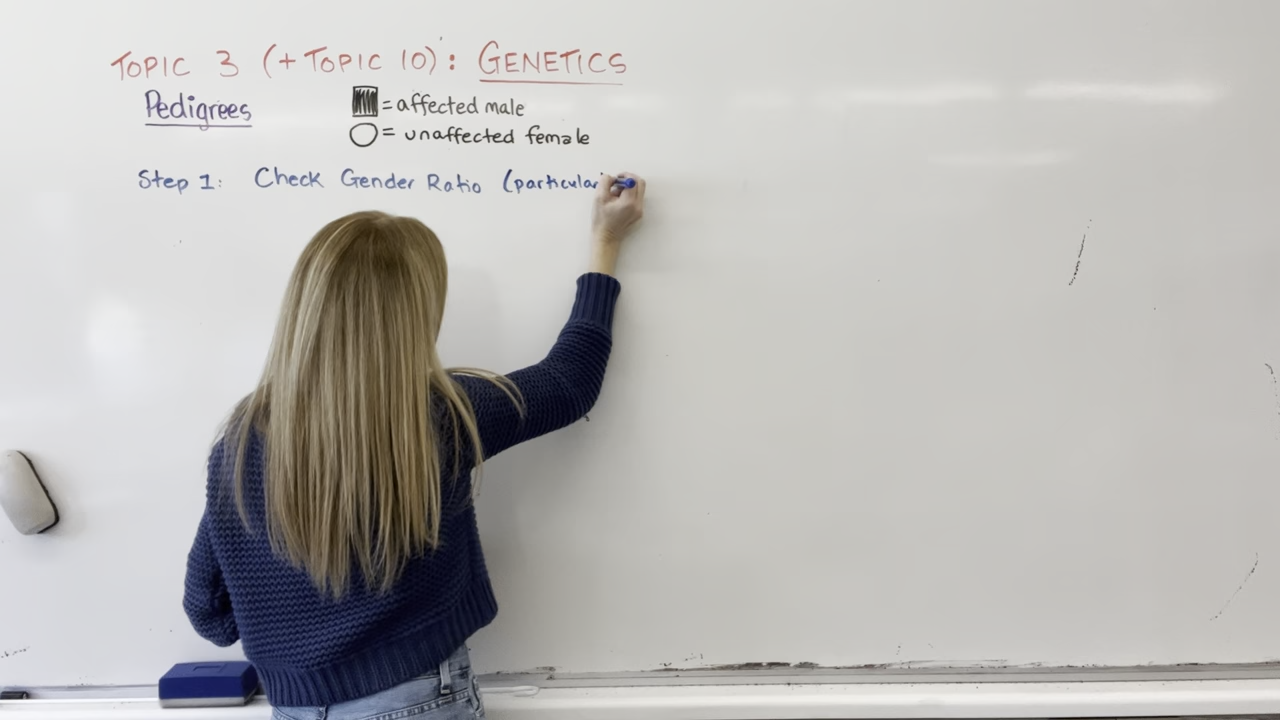 TOPIC 3 (+ TOPIC 10): GENETICS
Pedigrees
= affected male
= unaffected female
Step 1: Check Gender Ratio (particular